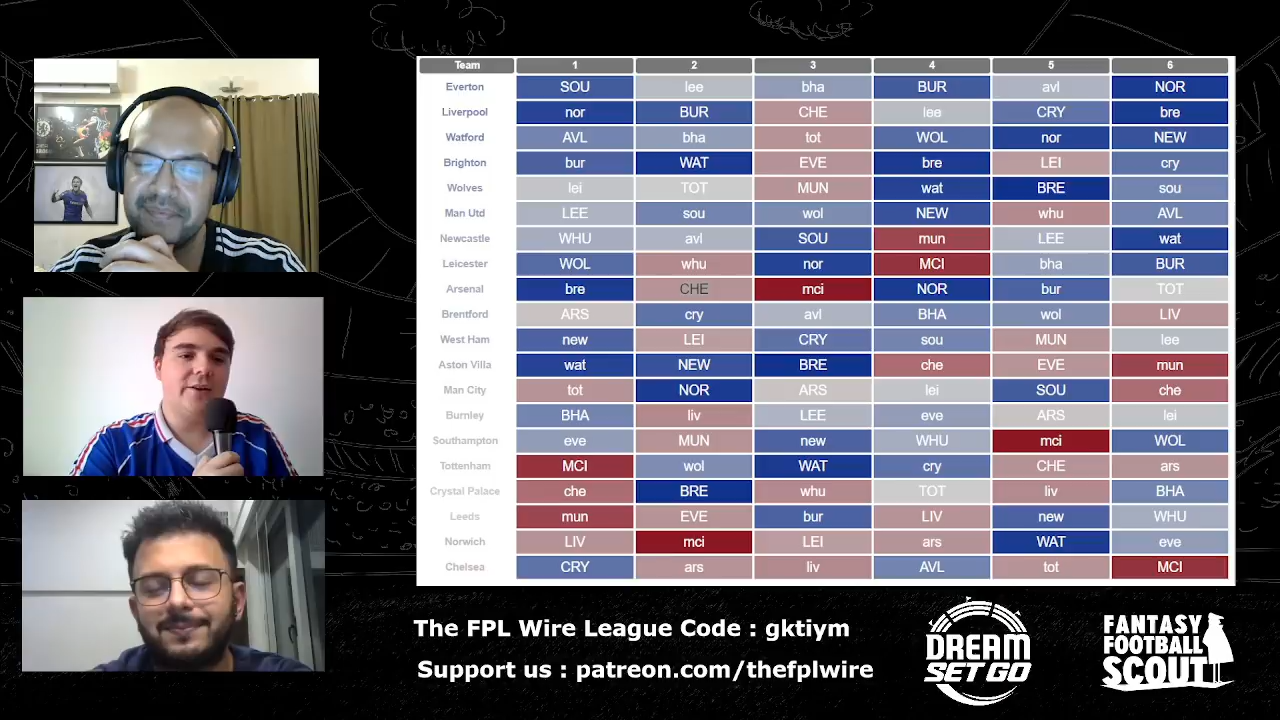 Team 1 2 3 4 5 6
Everton SOU lee bha BUR avl NOR
Liverpool nor BUR CHE lee CRY bre
Watford AVL bha tot WOL nor NEW
Brighton bur WAT EVE bre LEI cry
Wolves lei TOT MUN wat BRE sou
Man Utd LEE sou wol NEW whu AVL
Newcastle WHU avl SOU mun LEE wat
Leicester WOL whu nor MCI bha BUR
Arsenal bre CHE mci NOR bur TOT
Brentford ARS cry avl BHA wol LIV
West Ham new LEI CRY sou MUN lee
Aston Villa wat NEW BRE che EVE mun
Man City tot NOR ARS lei SOU che
Burnley BHA liv LEE eve ARS lei
Southampton eve MUN new WHU mci WOL
Tottenham MCI wol WAT cry CHE ars
Crystal Palace che BRE whu TOT liv BHA
Leeds mun EVE bur LIV new WHU
Norwich LIV mci LEI ars WAT eve
Chelsea CRY ars liv AVL tot MCI
The FPL Wire League Code : gktiym
Support us : patreon.com/thefplwire
DREAM
SET GO
FANTASY
FOOTBALL
SCOUT